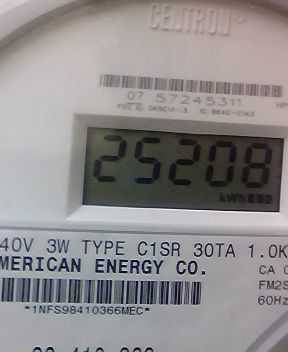 CENTRON®
07 57245311
25208
kWh
40V 3W TYPE C1SR 30TA 1.0K
MERICAN ENERGY CO.
CA 0
FM2S
60Hz
*1NFS98410366MEC*